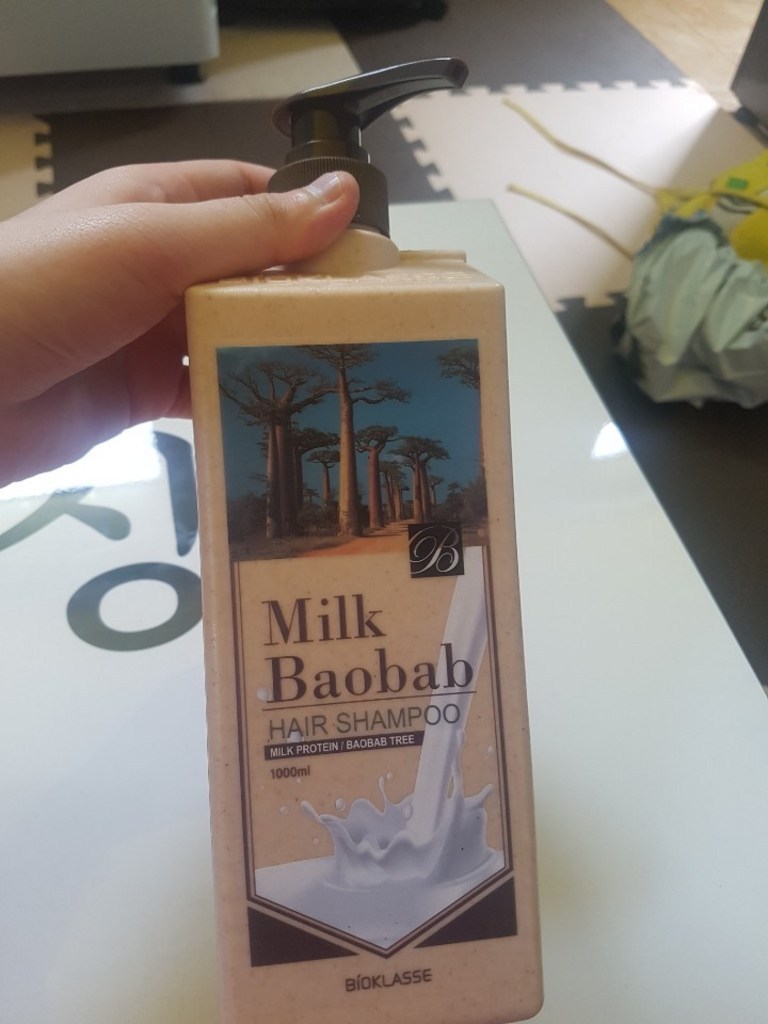 B
Milk
Baobab
HAIR SHAMPOO
MILK PROTEIN / BAOBAB TREE
1000ml
BIOKLASSE